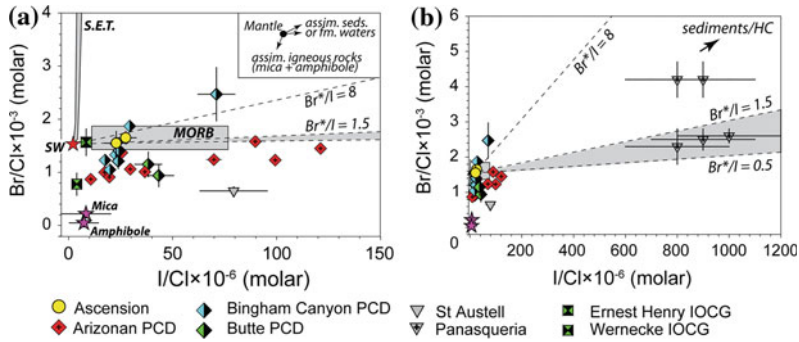 (a)
S.E.T.
Mantle
assjm. seds.
or fm. waters
assim. igneous rocks
(mica + amphibole)
Br*/I= 8
Br*/I= 1.5
MORB
SW
Mica
Amphibole
Br/Cl×10⁻³ (molar)
4
3
2
1
0
0 50 100 150
I/Cl×10⁻⁶ (molar)
(b)
sediments/HC
Br*/I= 8
Br*/I= 1.5
Br*/I= 0.5
Br/Cl×10⁻³ (molar)
6
5
4
3
2
1
0
0 200 400 600 800 1000 1200
I/Cl×10⁻⁶ (molar)
Ascension
Arizonan PCD
Bingham Canyon PCD
Butte PCD
St Austell
Panasqueria
Ernest Henry IOCG
Wernecke IOCG